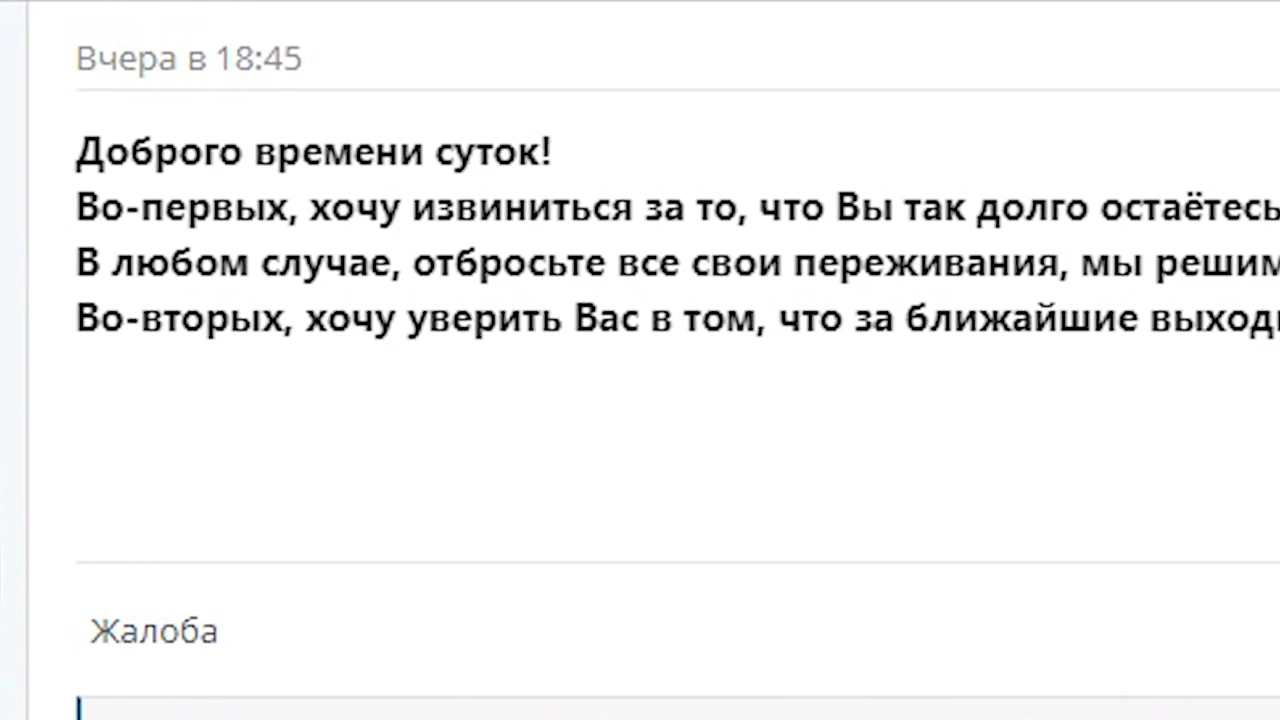 Вчера в 18:45
Доброго времени суток!
Во-первых, хочу извиниться за то, что Вы так долго остаётесь
В любом случае, отбросьте все свои переживания, мы решим
Во-вторых, хочу уверить Вас в том, что за ближайшие
Жалоба